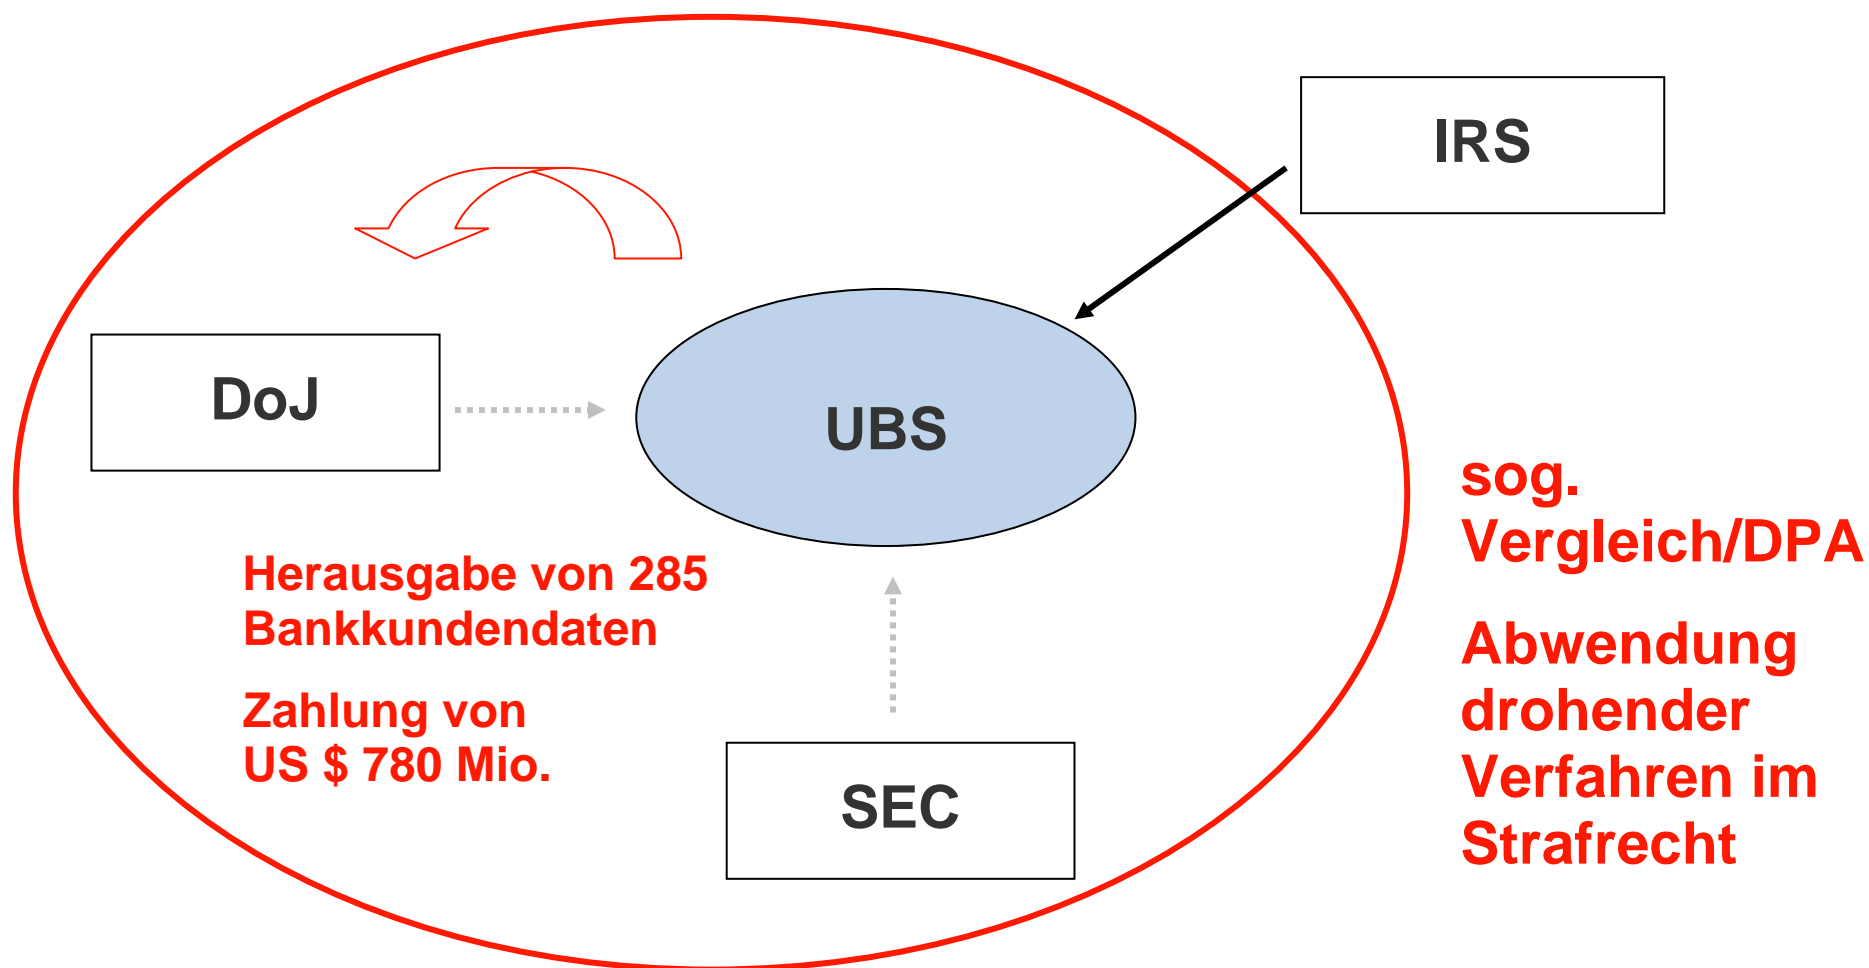 IRS
DoJ
UBS
sog.
Vergleich/DPA
Herausgabe von 285
Bankkundendaten
Abwendung
drohender
Verfahren im
Strafrecht
Zahlung von
US $ 780 Mio.
SEC